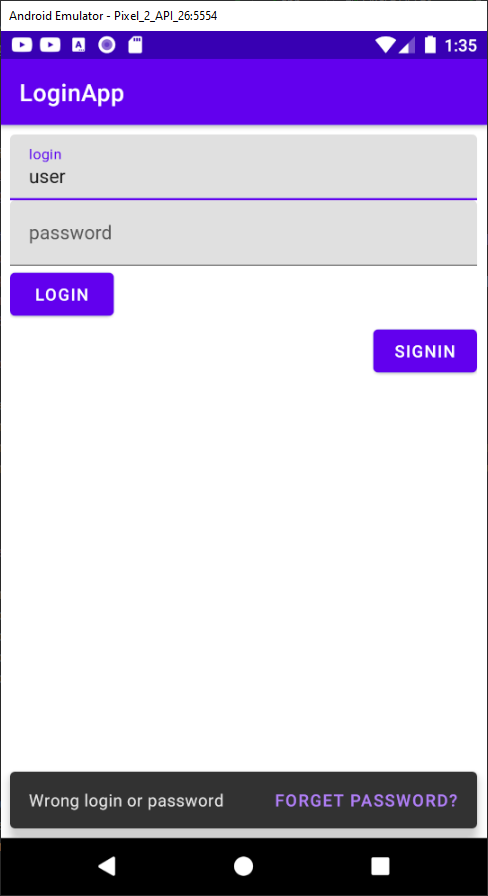 Android Emulator - Pixel_2_API_26:5554
1:35
LoginApp
login
user
password
LOGIN
SIGNIN
Wrong login or password FORGET PASSWORD?